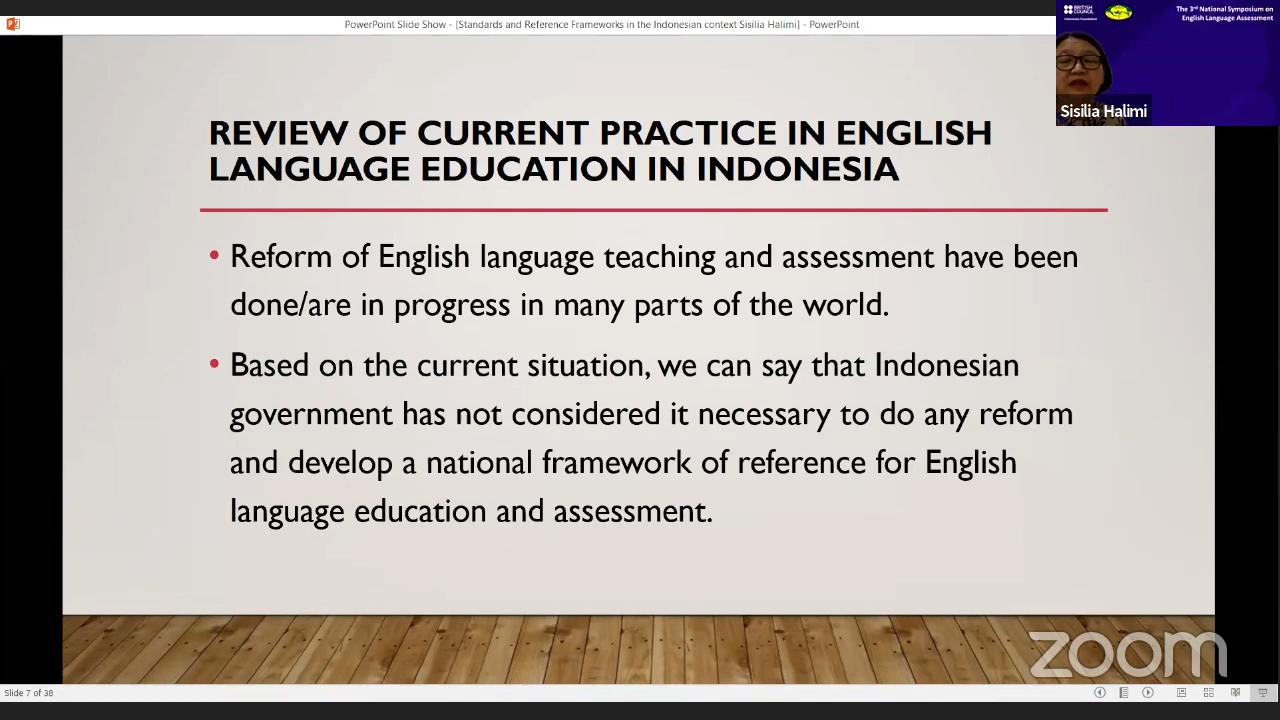 PowerPoint Slide Show - [Standards and Reference Frameworks in the Indonesian context Sisilia Halimi] - PowerPoint
BRITISH
COUNCIL
The 3rd National Symposium on
English Language Assessment
Sisilia Halimi
REVIEW OF CURRENT PRACTICE IN ENGLISH
LANGUAGE EDUCATION IN INDONESIA
• Reform of English language teaching and assessment have been
done/are in progress in many parts of the world.
• Based on the current situation, we can say that Indonesian
government has not considered it necessary to do any reform
and develop a national framework of reference for English
language education and assessment.
zoom
Slide 7 of 38